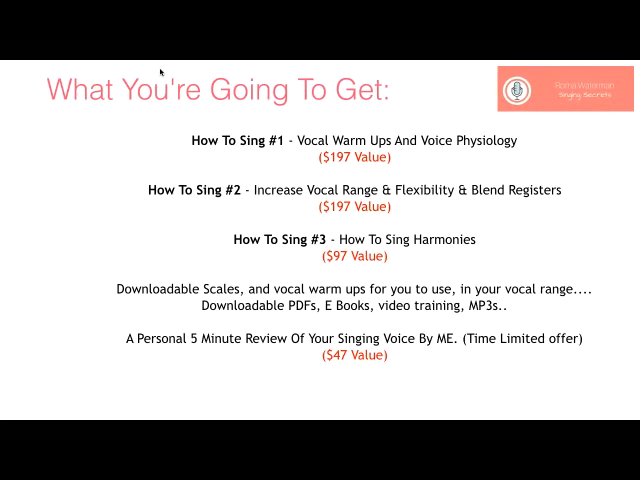 What You're Going To Get:
Roma Waterman
Singing Secrets
How To Sing #1 - Vocal Warm Ups And Voice Physiology
($197 Value)
How To Sing #2 - Increase Vocal Range & Flexibility & Blend Registers
($197 Value)
How To Sing #3 - How To Sing Harmonies
($97 Value)
Downloadable Scales, and vocal warm ups for you to use, in your vocal range....
Downloadable PDFs, E Books, video training, MP3s..
A Personal 5 Minute Review Of Your Singing Voice By ME. (Time Limited offer)
($47 Value)